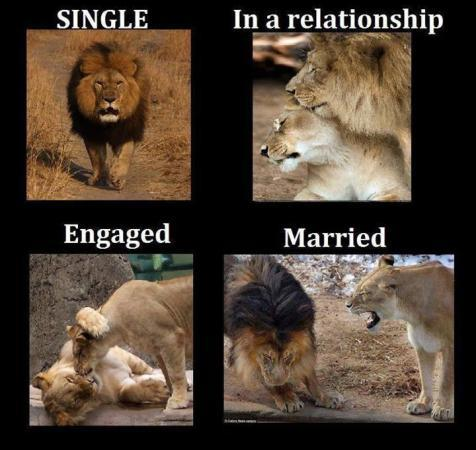 SINGLE
In a relationship
Engaged
Married